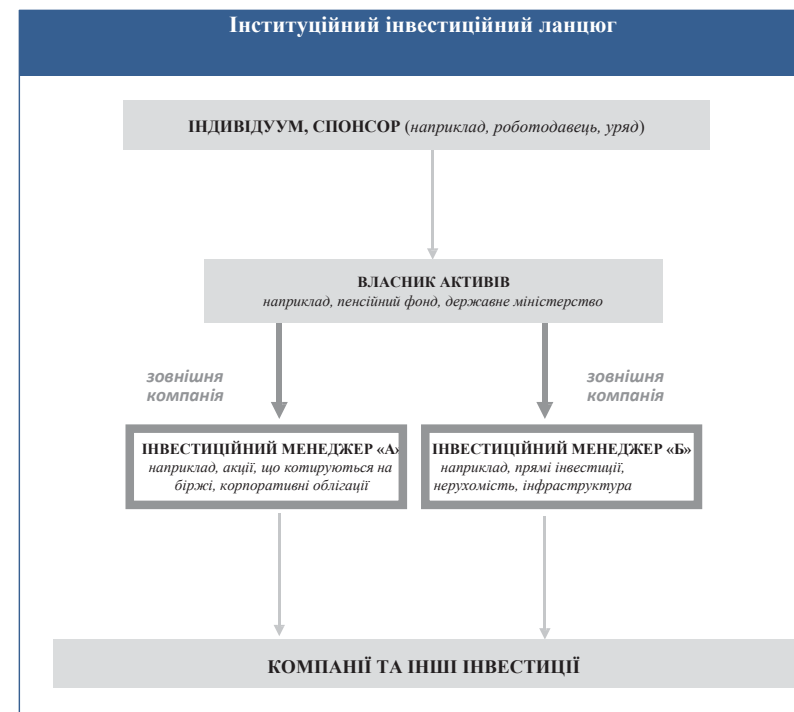 Інституційний інвестиційний ланцюг
ІНДИВІДУУМ, СПОНСОР (наприклад, роботодавець, уряд)
ВЛАСНИК АКТИВІВ
наприклад, пенсійний фонд, державне міністерство
зовнішня
компанія
зовнішня
компанія
ІНВЕСТИЦІЙНИЙ МЕНЕДЖЕР «А»
наприклад, акції, що котируються на
біржі, корпоративні облігації
ІНВЕСТИЦІЙНИЙ МЕНЕДЖЕР «Б»
наприклад, прямі інвестиції,
нерухомість, інфраструктура
КОМПАНІЇ ТА ІНШІ ІНВЕСТИЦІЇ